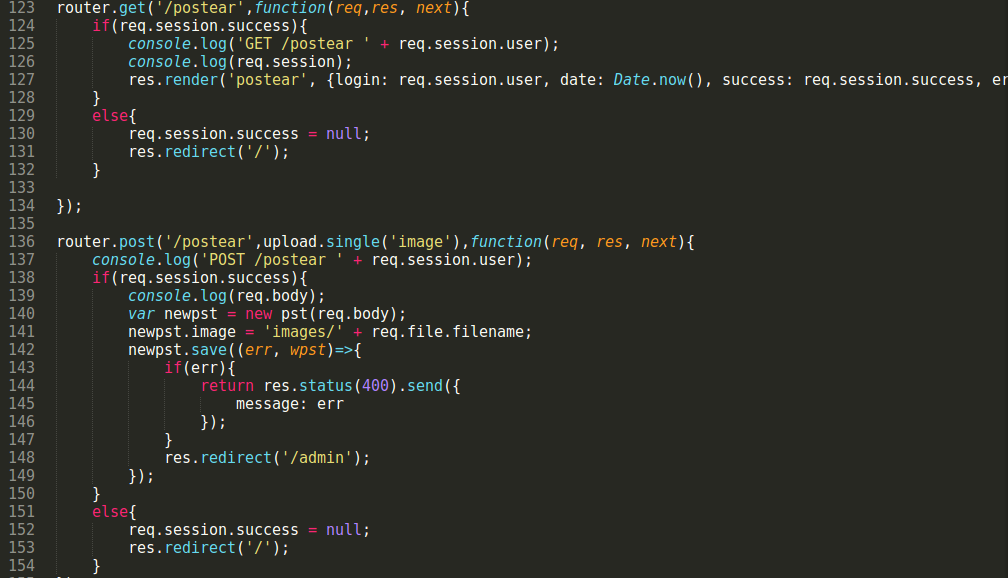 123 router.get('/postear',function(req,res, next){
124     if(req.session.success){
125         console.log('GET /postear ' + req.session.user);
126         console.log(req.session);
127         res.render('postear', {login: req.session.user, date: Date.now(), success: req.session.success, er
128     }
129     else{
130         req.session.success = null;
131         res.redirect('/');
132     }
133
134 });
135
136 router.post('/postear',upload.single('image'),function(req, res, next){
137     console.log('POST /postear ' + req.session.user);
138     if(req.session.success){
139         console.log(req.body);
140         var newpst = new pst(req.body);
141         newpst.image = 'images/' + req.file.filename;
142         newpst.save((err, wpst)=>{
143             if(err){
144                 return res.status(400).send({
145                     message: err
146                 });
147             }
148             res.redirect('/admin');
149         });
150     }
151     else{
152         req.session.success = null;
153         res.redirect('/');
154     }